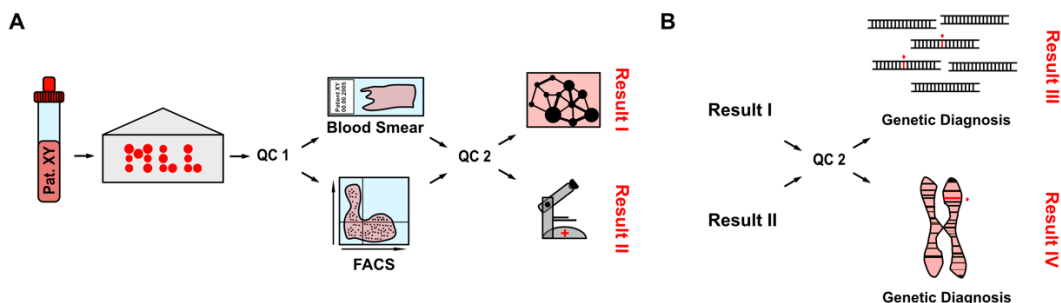 A
Pat. XY
MLL
QC 1
Patient XY
00.00.2005
Blood Smear
FACS
QC 2
Result I
Result II
B
Result I
Result II
QC 2
Genetic Diagnosis
Result III
Genetic Diagnosis
Result IV